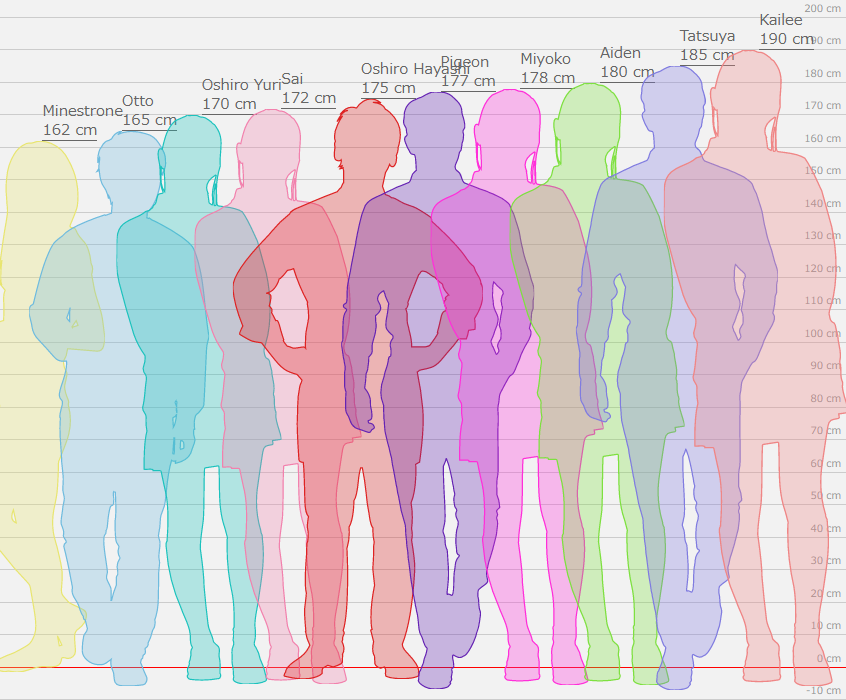 Kailee
190 cm
Tatsuya
185 cm
Aiden
180 cm
Miyoko
178 cm
Pigeon
177 cm
Oshiro Hayashi
175 cm
Sai
172 cm
Oshiro Yuri
170 cm
Otto
165 cm
Minestrone
162 cm
200 cm
190 cm
180 cm
170 cm
160 cm
150 cm
140 cm
130 cm
120 cm
110 cm
100 cm
90 cm
80 cm
70 cm
60 cm
50 cm
40 cm
30 cm
20 cm
10 cm
0 cm
-10 cm